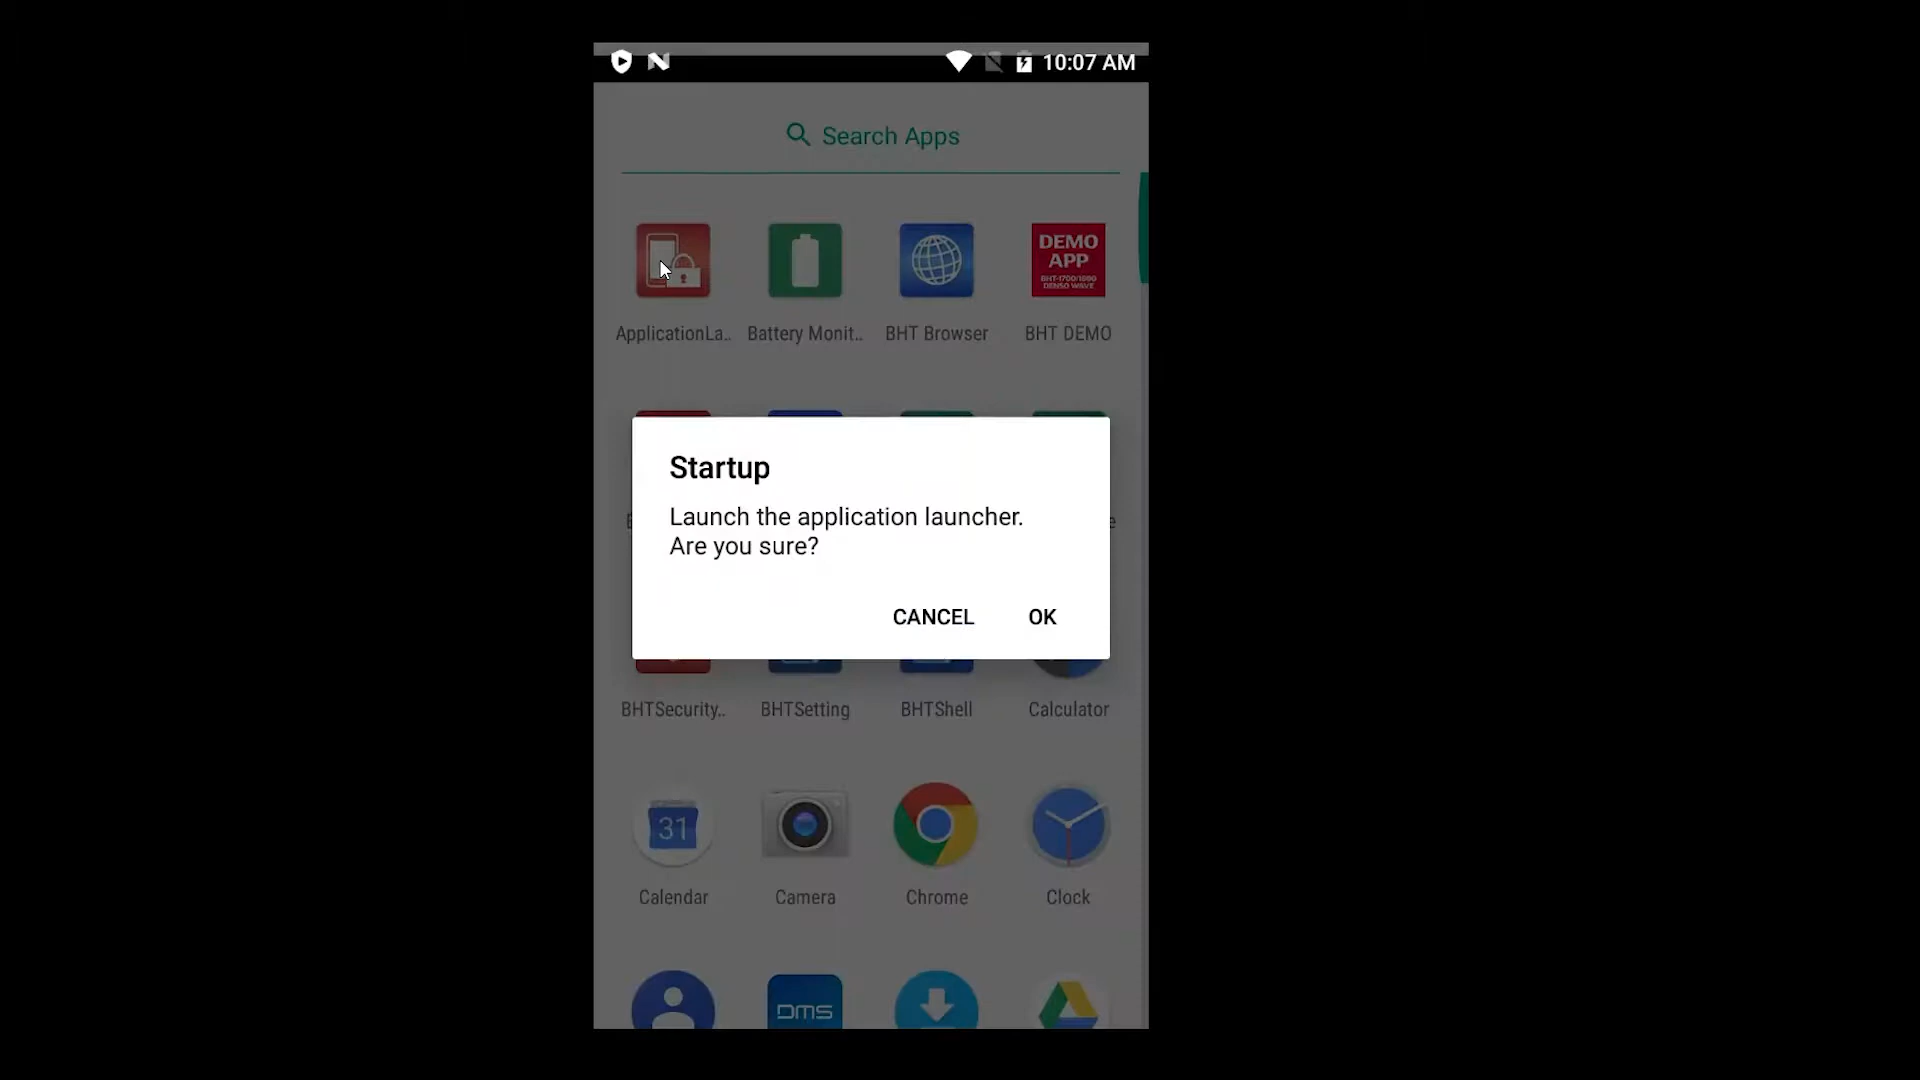 10:07 AM
Search Apps
DEMO
APP
BHT-1700/1600
DENSO WAVE
ApplicationLa..
Battery Monit..
BHT Browser
BHT DEMO
Startup
Launch the application launcher.
Are you sure?
CANCEL
OK
BHTSecurity..
BHTSetting
BHTShell
Calculator
31
Calendar
Camera
Chrome
Clock
DMS